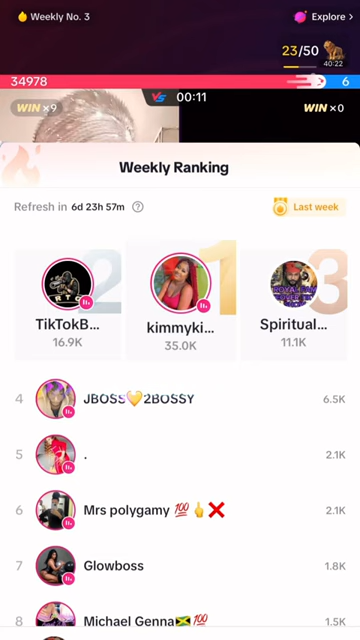 Weekly No. 3
Explore >
23/50
40:22
34978
6
VS 00:11
WIN ×9
WIN ×0
Weekly Ranking
Refresh in 6d 23h 57m
Last week
2
1
3
TikTokB...
kimmyki...
Spiritual...
16.9K
35.0K
11.1K
4 JBOSS💛2BOSSY 6.5K
5 . 2.1K
6 Mrs polygamy 💯🖕❌ 2.1K
7 Glowboss 1.8K
8 Michael Genna🇯🇲💯 1.5K